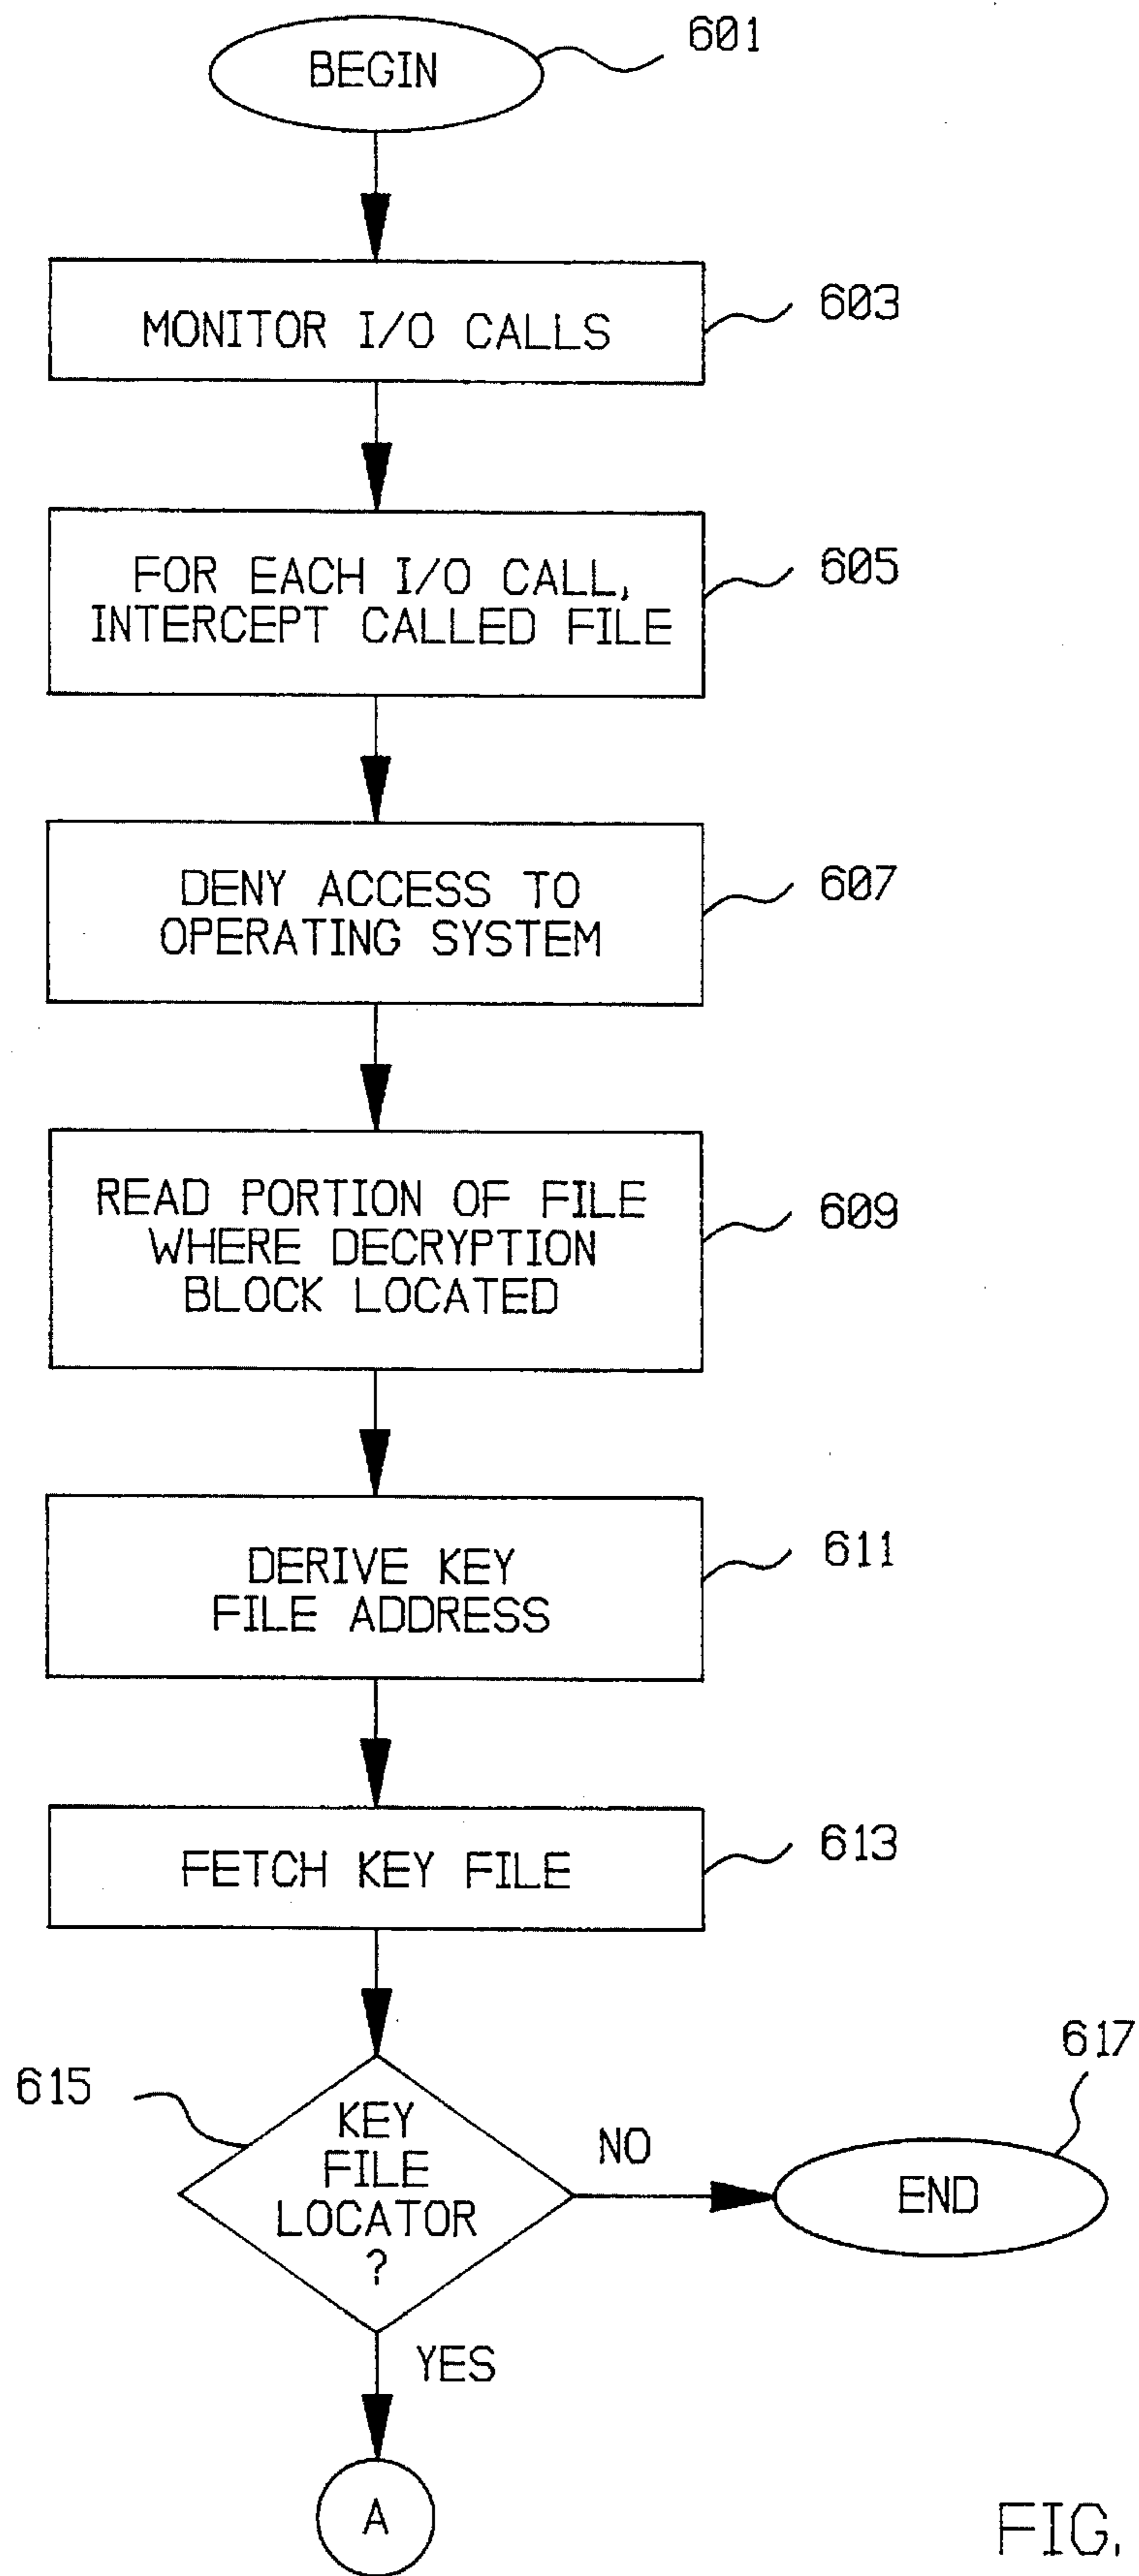 BEGIN
601
MONITOR I/O CALLS
603
FOR EACH I/O CALL,
INTERCEPT CALLED FILE
605
DENY ACCESS TO
OPERATING SYSTEM
607
READ PORTION OF FILE
WHERE DECRYPTION
BLOCK LOCATED
609
DERIVE KEY
FILE ADDRESS
611
FETCH KEY FILE
613
615
KEY
FILE
LOCATOR
?
NO
END
617
YES
A
FIG.